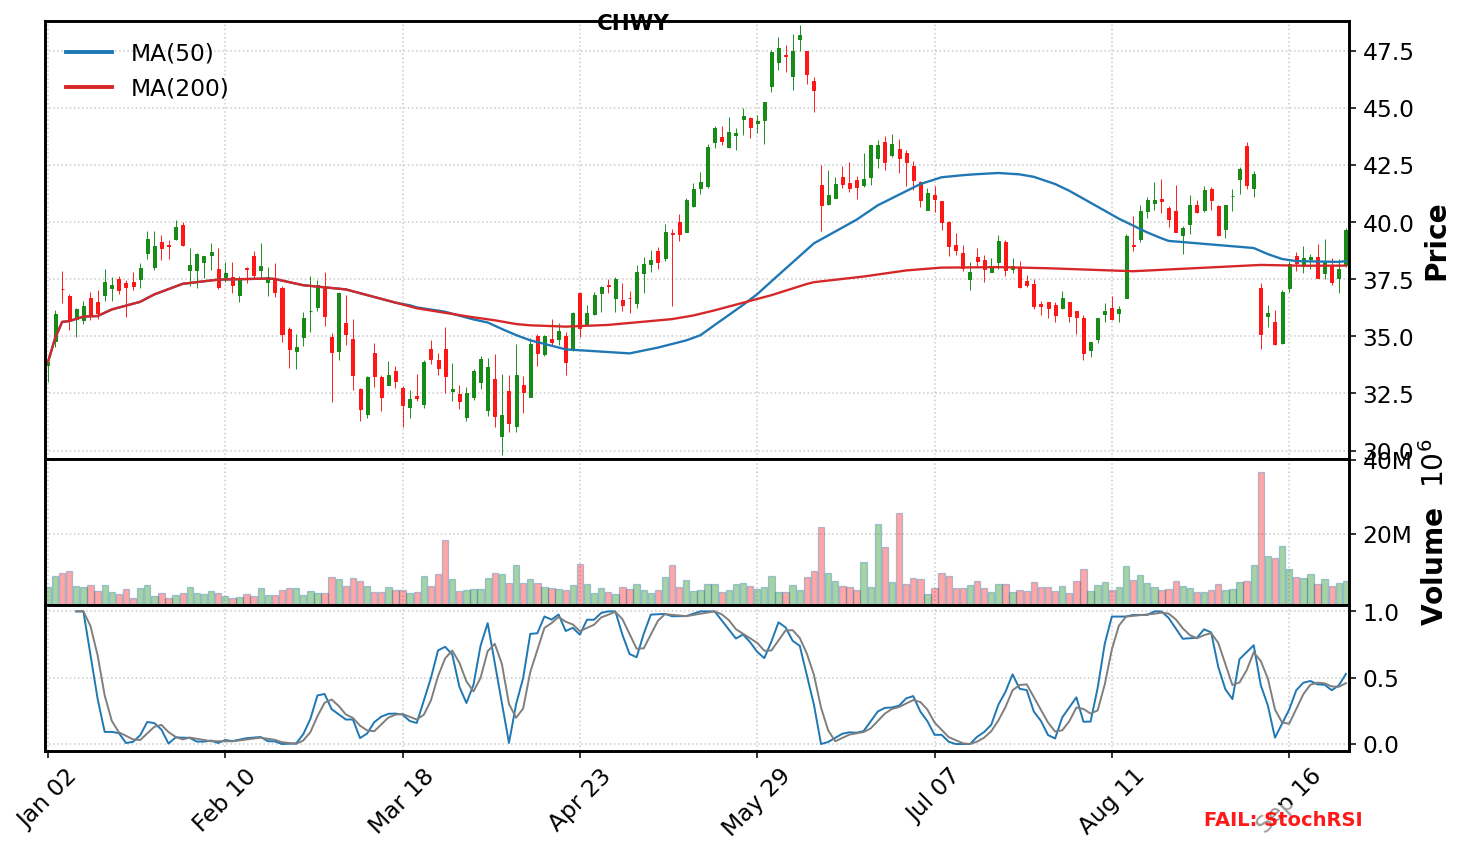 CHWY
MA(50)
MA(200)
47.5
45.0
42.5
40.0
37.5
35.0
32.5
30.0
Price
40M
20M
Volume 10^6
1.0
0.5
0.0
Jan 02
Feb 10
Mar 18
Apr 23
May 29
Jul 07
Aug 11
Sep 16
FAIL: StochRSI